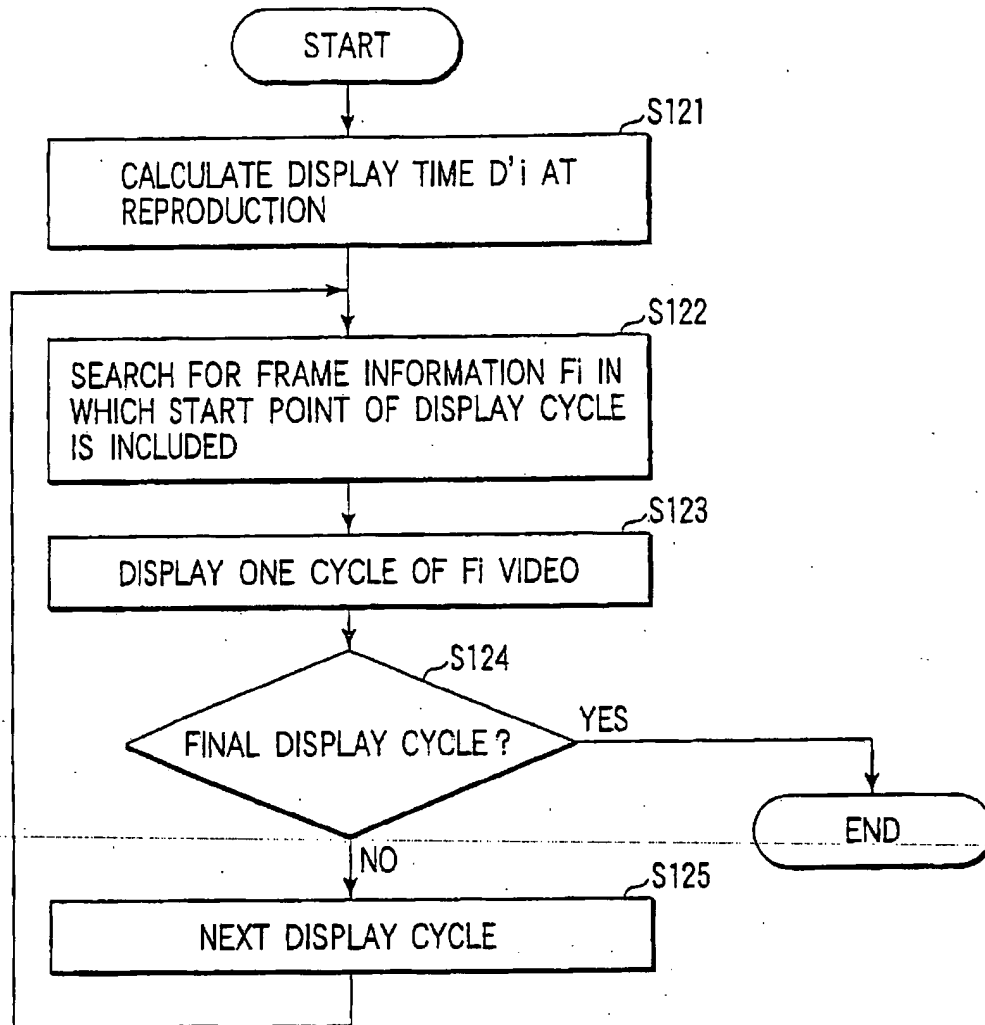 START
S121
CALCULATE DISPLAY TIME D'i AT
REPRODUCTION
S122
SEARCH FOR FRAME INFORMATION Fi IN
WHICH START POINT OF DISPLAY CYCLE
IS INCLUDED
S123
DISPLAY ONE CYCLE OF Fi VIDEO
S124
FINAL DISPLAY CYCLE?
YES
END
NO
S125
NEXT DISPLAY CYCLE